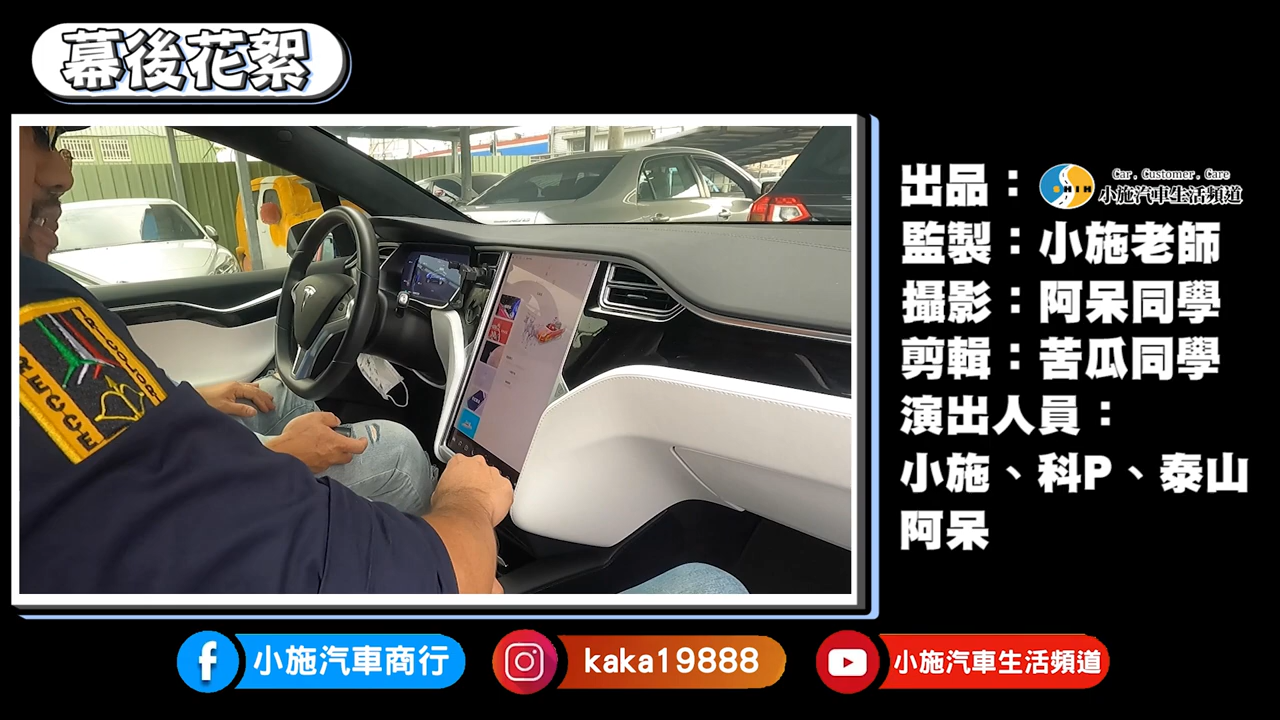 幕後花絮
出品：
SHIH
Car . Customer . Care
小施汽車生活頻道
監製：小施老師
攝影：阿呆同學
剪輯：苦瓜同學
演出人員：
小施、科P、泰山
阿呆
小施汽車商行
kaka19888
小施汽車生活頻道